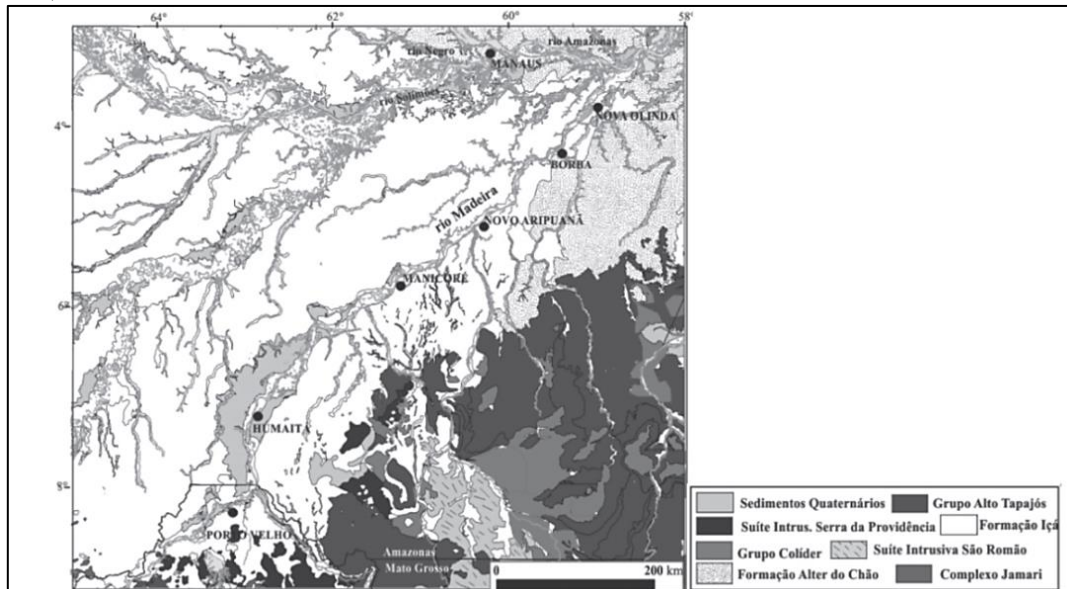 64° 62° 60° 58'
rio Negro rio Amazonas
MANAUS
rio Solimões
NOVA OLINDA
4°
BORBA
rio Madeira
NOVO ARIPUANÃ
MANICORÉ
6°
HUMAITÁ
8°
PORTO VELHO
Amazonas
Mato Grosso
0 200 km
Sedimentos Quaternários Grupo Alto Tapajós
Suíte Intrus. Serra da Providência Formação Içá
Grupo Colíder Suíte Intrusiva São Romão
Formação Alter do Chão Complexo Jamari